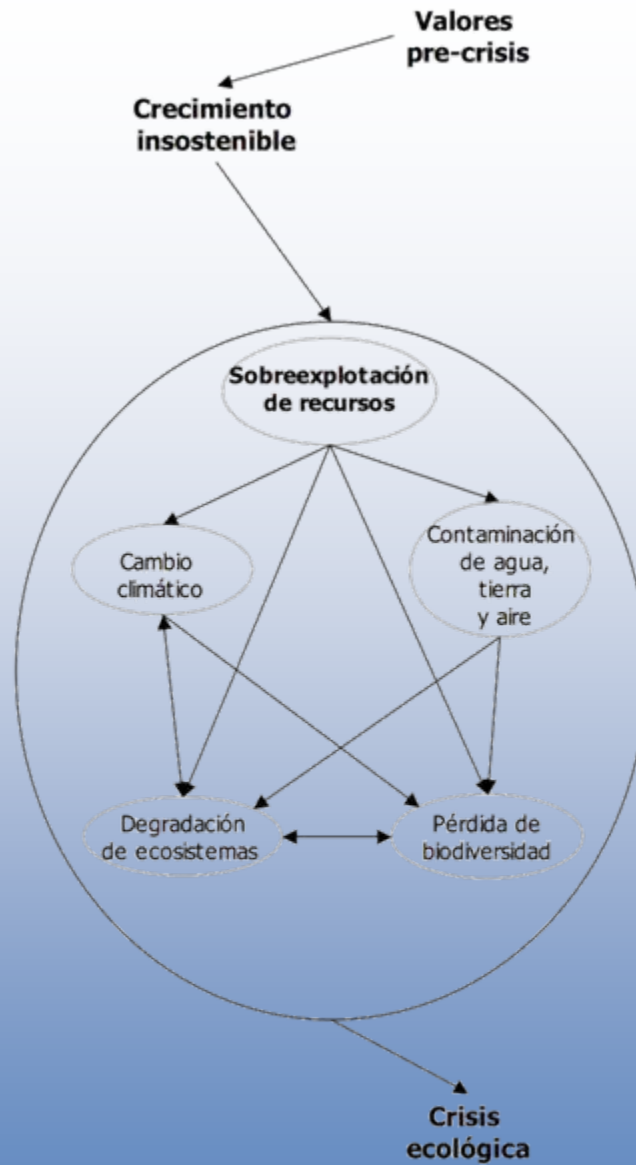 Valores
pre-crisis
Crecimiento
insostenible
Sobreexplotación
de recursos
Cambio
climático
Contaminación
de agua,
tierra
y aire
Degradación
de ecosistemas
Pérdida de
biodiversidad
Crisis
ecológica